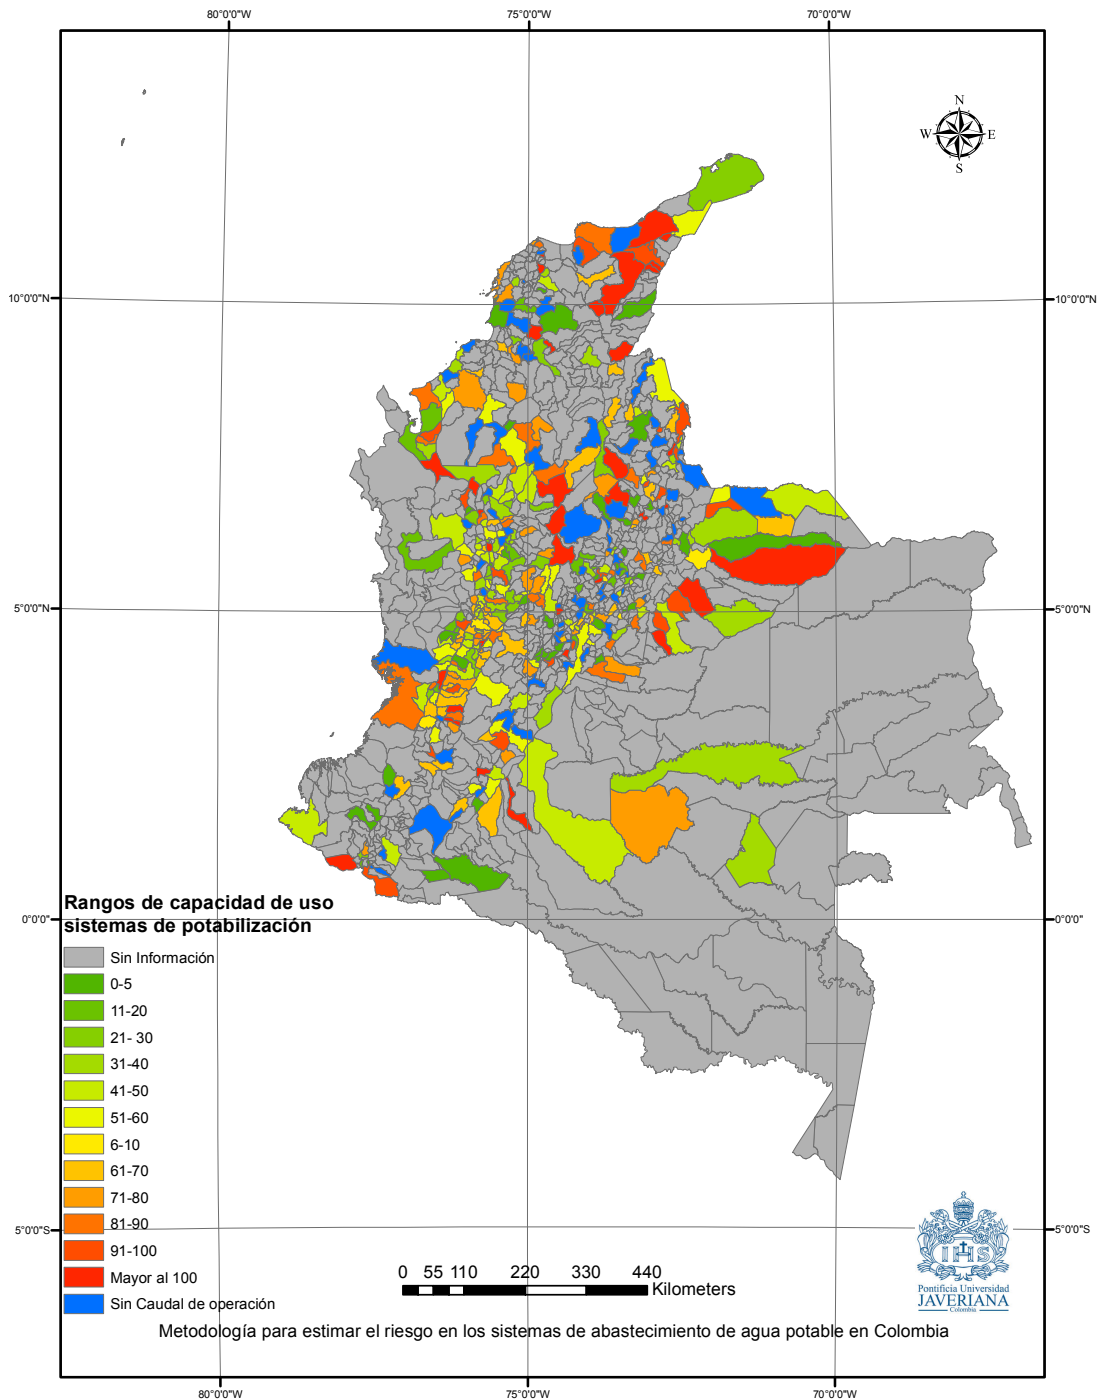 80°0'0"W
75°0'0"W
70°0'0"W
N
W
E
S
10°0'0"N
10°0'0"N
5°0'0"N
5°0'0"N
Rangos de capacidad de uso
sistemas de potabilización
0°0'0"
0°0'0"
Sin Información
0-5
11-20
21- 30
31-40
41-50
51-60
6-10
61-70
71-80
81-90
91-100
Mayor al 100
Sin Caudal de operación
5°0'0"S
5°0'0"S
0 55 110 220 330 440
Kilometers
IHS
Pontificia Universidad
JAVERIANA
Colombia
Metodología para estimar el riesgo en los sistemas de abastecimiento de agua potable en Colombia
80°0'0"W
75°0'0"W
70°0'0"W